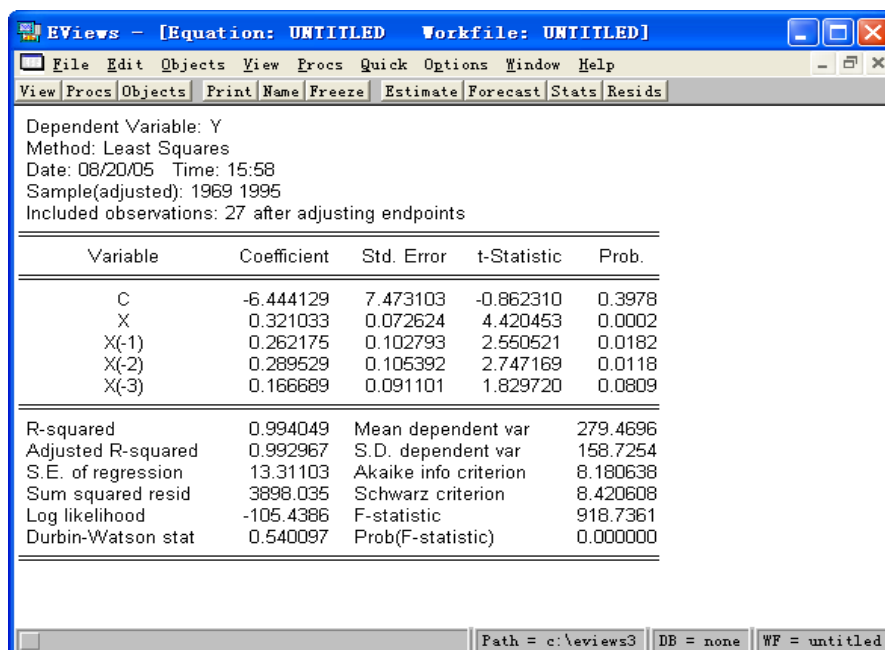 EViews - [Equation: UNTITLED   Workfile: UNTITLED]
File Edit Objects View Procs Quick Options Window Help
View Procs Objects Print Name Freeze Estimate Forecast Stats Resids
Dependent Variable: Y
Method: Least Squares
Date: 08/20/05   Time: 15:58
Sample(adjusted): 1969 1995
Included observations: 27 after adjusting endpoints
Variable Coefficient Std. Error t-Statistic Prob.
C -6.444129 7.473103 -0.862310 0.3978
X 0.321033 0.072624 4.420453 0.0002
X(-1) 0.262175 0.102793 2.550521 0.0182
X(-2) 0.289529 0.105392 2.747169 0.0118
X(-3) 0.166689 0.091101 1.829720 0.0809
R-squared 0.994049 Mean dependent var 279.4696
Adjusted R-squared 0.992967 S.D. dependent var 158.7254
S.E. of regression 13.31103 Akaike info criterion 8.180638
Sum squared resid 3898.035 Schwarz criterion 8.420608
Log likelihood -105.4386 F-statistic 918.7361
Durbin-Watson stat 0.540097 Prob(F-statistic) 0.000000
Path = c:\eviews3 DB = none WF = untitled